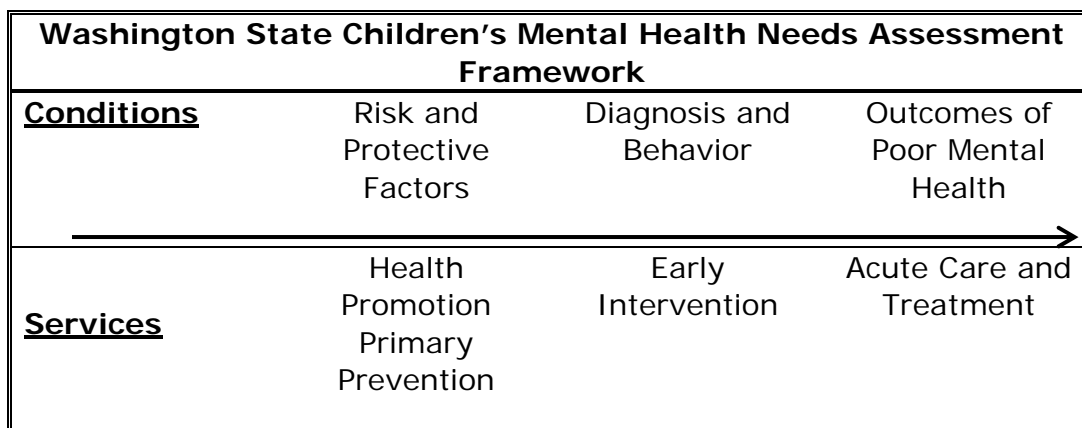 Washington State Children’s Mental Health Needs Assessment
Framework
Conditions
Risk and
Protective
Factors
Diagnosis and
Behavior
Outcomes of
Poor Mental
Health
Services
Health
Promotion
Primary
Prevention
Early
Intervention
Acute Care and
Treatment